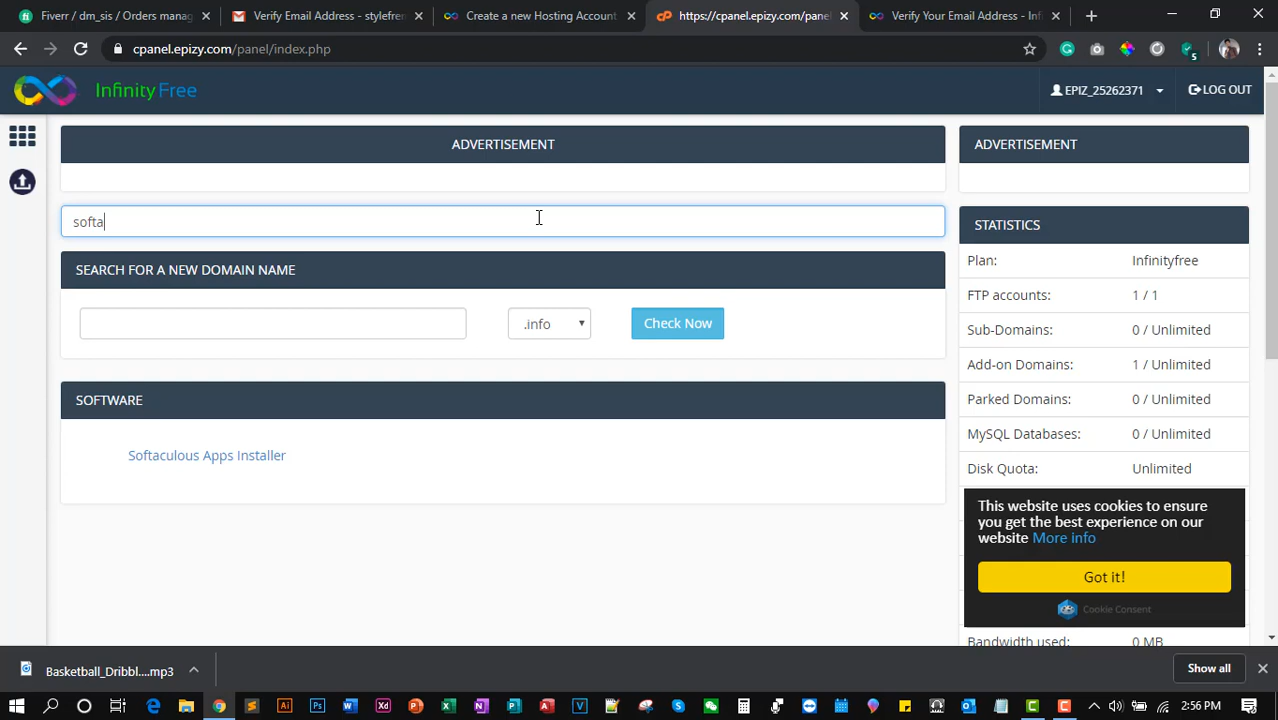 Fiverr / dm_sis / Orders manag
Verify Email Address - stylefren
Create a new Hosting Account
https://cpanel.epizy.com/panel
Verify Your Email Address - Infi
cpanel.epizy.com/panel/index.php
5
InfinityFree
EPIZ_25262371
LOG OUT
ADVERTISEMENT
softa
SEARCH FOR A NEW DOMAIN NAME
.info
Check Now
SOFTWARE
Softaculous Apps Installer
ADVERTISEMENT
STATISTICS
Plan: Infinityfree
FTP accounts: 1 / 1
Sub-Domains: 0 / Unlimited
Add-on Domains: 1 / Unlimited
Parked Domains: 0 / Unlimited
MySQL Databases: 0 / Unlimited
Disk Quota: Unlimited
This website uses cookies to ensure
you get the best experience on our
website More info
Got it!
Cookie Consent
Bandwidth used: 0 MB
Basketball_Dribbl....mp3
Show all
2:56 PM